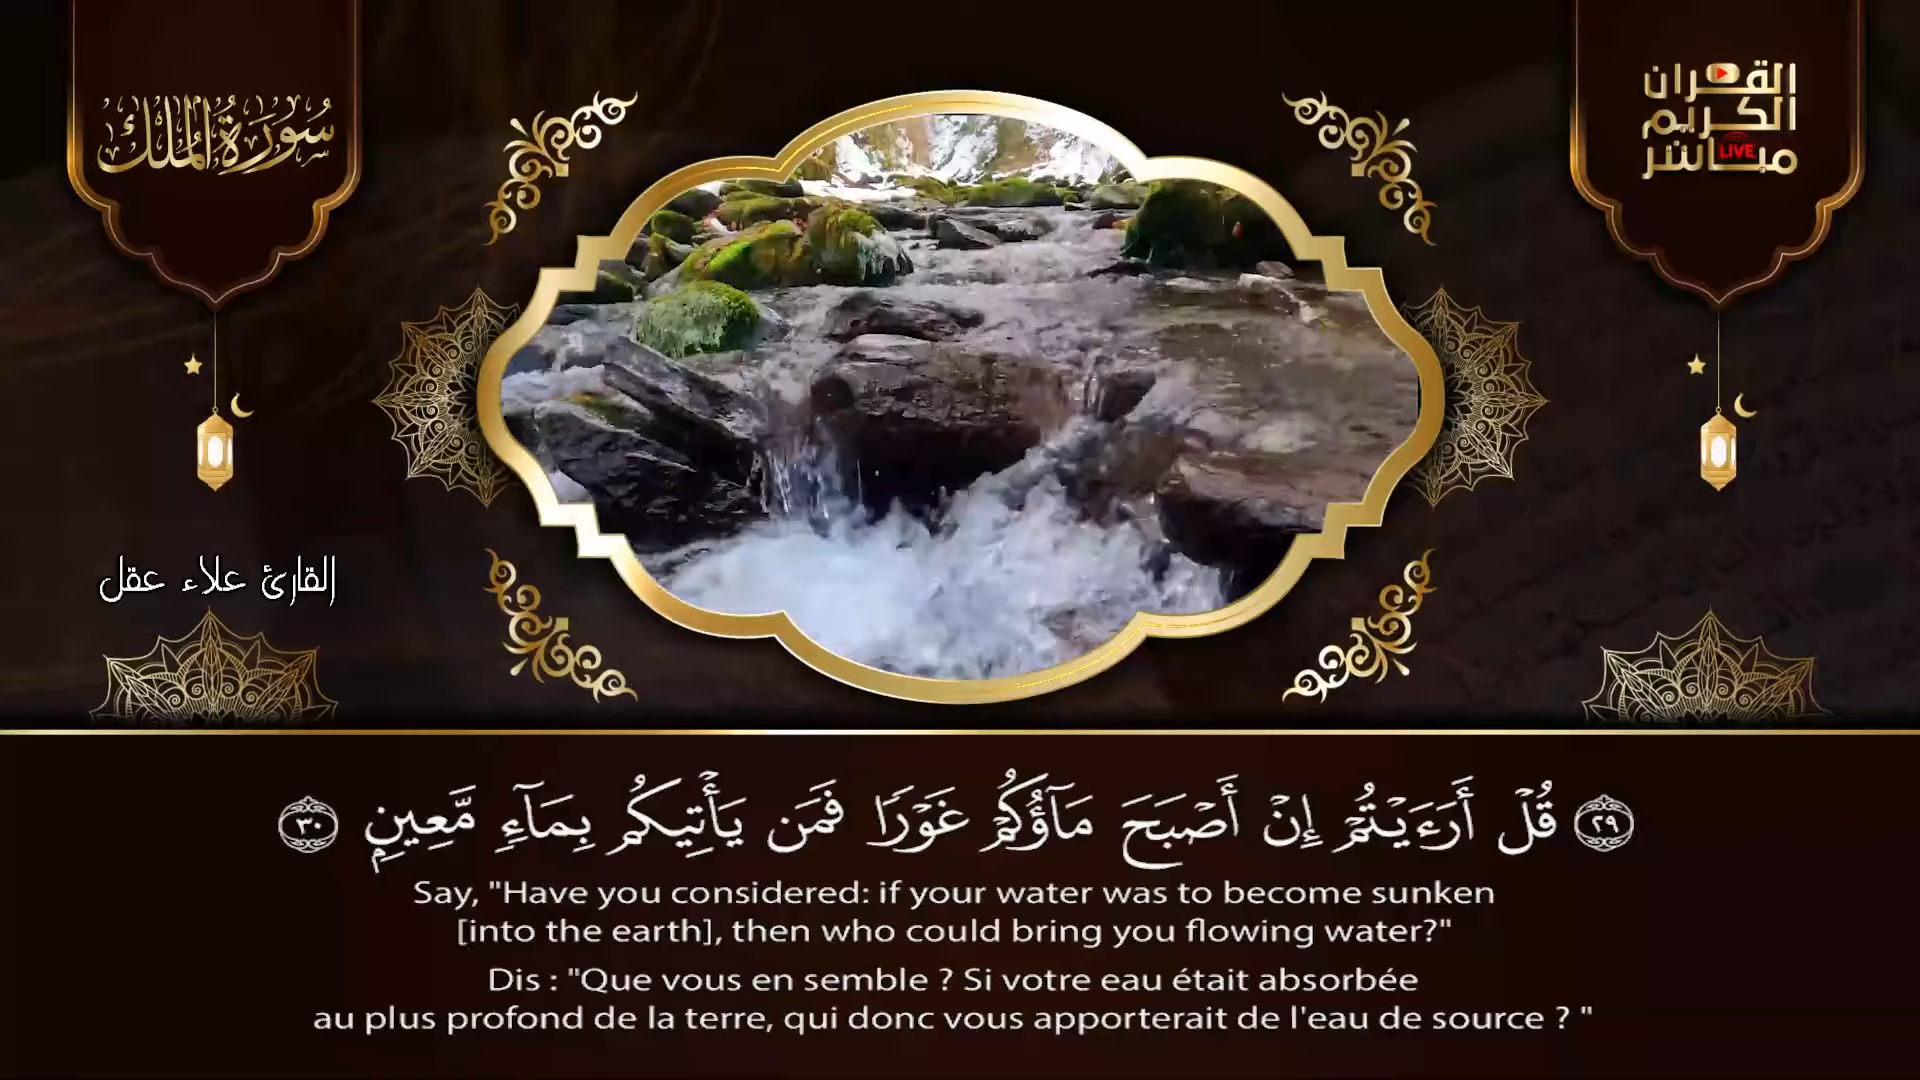 سُورَةُ المُلك
القرآن
الكريم
LIVE
مباشر
القارئ علاء عقل
۝٢٩ قُلْ أَرَءَيْتُمْ إِنْ أَصْبَحَ مَآؤُكُمْ غَوْرًا فَمَن يَأْتِيكُم بِمَآءٍ مَّعِينٍۭ ۝٣٠
Say, "Have you considered: if your water was to become sunken
[into the earth], then who could bring you flowing water?"
Dis : "Que vous en semble ? Si votre eau était absorbée
au plus profond de la terre, qui donc vous apporterait de l'eau de source ? "